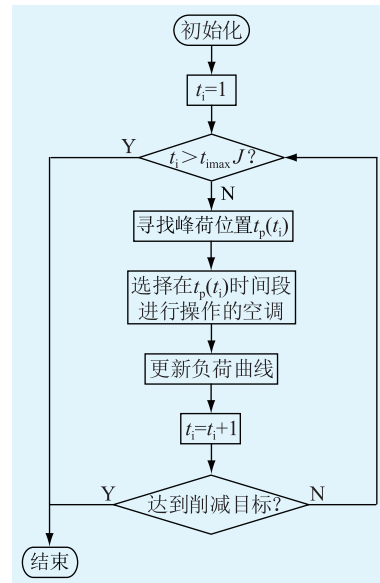 初始化
tᵢ=1
tᵢ>tᵢₘₐₓJ?
Y
N
寻找峰荷位置tₚ(tᵢ)
选择在tₚ(tᵢ)时间段
进行操作的空调
更新负荷曲线
tᵢ=tᵢ+1
达到削减目标?
Y
N
结束